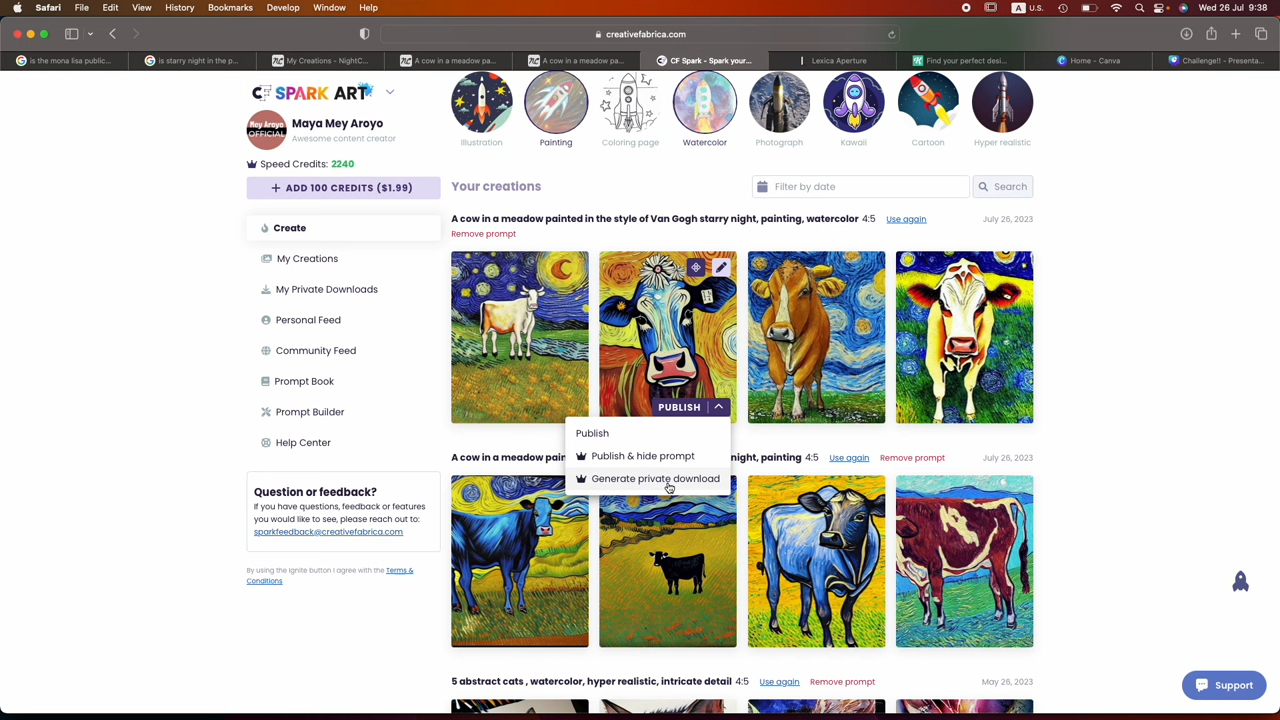 Safari File Edit View History Bookmarks Window Help
A U.S.
Wed 26 Jul 9:38
creativefabrica.com
is the mona lisa public...
is starry night in the p...
My Creations - NightC...
A cow in a meadow pa...
A cow in a meadow pa...
CF Spark - Spark your...
Lexica Aperture
Find your perfect desi...
Home - Canva
Challenge!! - Presenta...
CF SPARK ART
Mey Aroyo
OFFICIAL
Maya Mey Aroyo
Awesome content creator
Speed Credits: 2240
+ ADD 100 CREDITS ($1.99)
Create
My Creations
My Private Downloads
Personal Feed
Community Feed
Prompt Book
Prompt Builder
Help Center
Question or feedback?
If you have questions, feedback or features
you would like to see, please reach out to:
sparkfeedback@creativefabrica.com
By using the Ignite button I agree with the Terms &
Conditions
Illustration
Painting
Coloring page
Watercolor
Photograph
Kawaii
Cartoon
Hyper realistic
Your creations
Filter by date
Search
A cow in a meadow painted in the style of Van Gogh starry night, painting, watercolor 4:5 Use again
July 26, 2023
Remove prompt
PUBLISH
Publish
Publish & hide prompt
Generate private download
A cow in a meadow pain
night, painting 4:5 Use again Remove prompt
July 26, 2023
5 abstract cats , watercolor, hyper realistic, intricate detail 4:5 Use again Remove prompt
May 26, 2023
Support